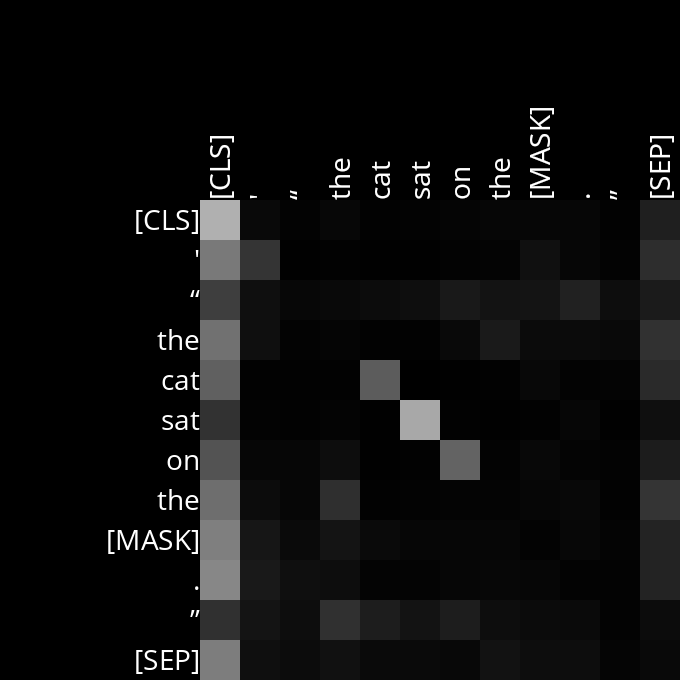 [CLS] ' “ the cat sat on the [MASK] . ” [SEP]
[CLS]
'
“
the
cat
sat
on
the
[MASK]
.
”
[SEP]